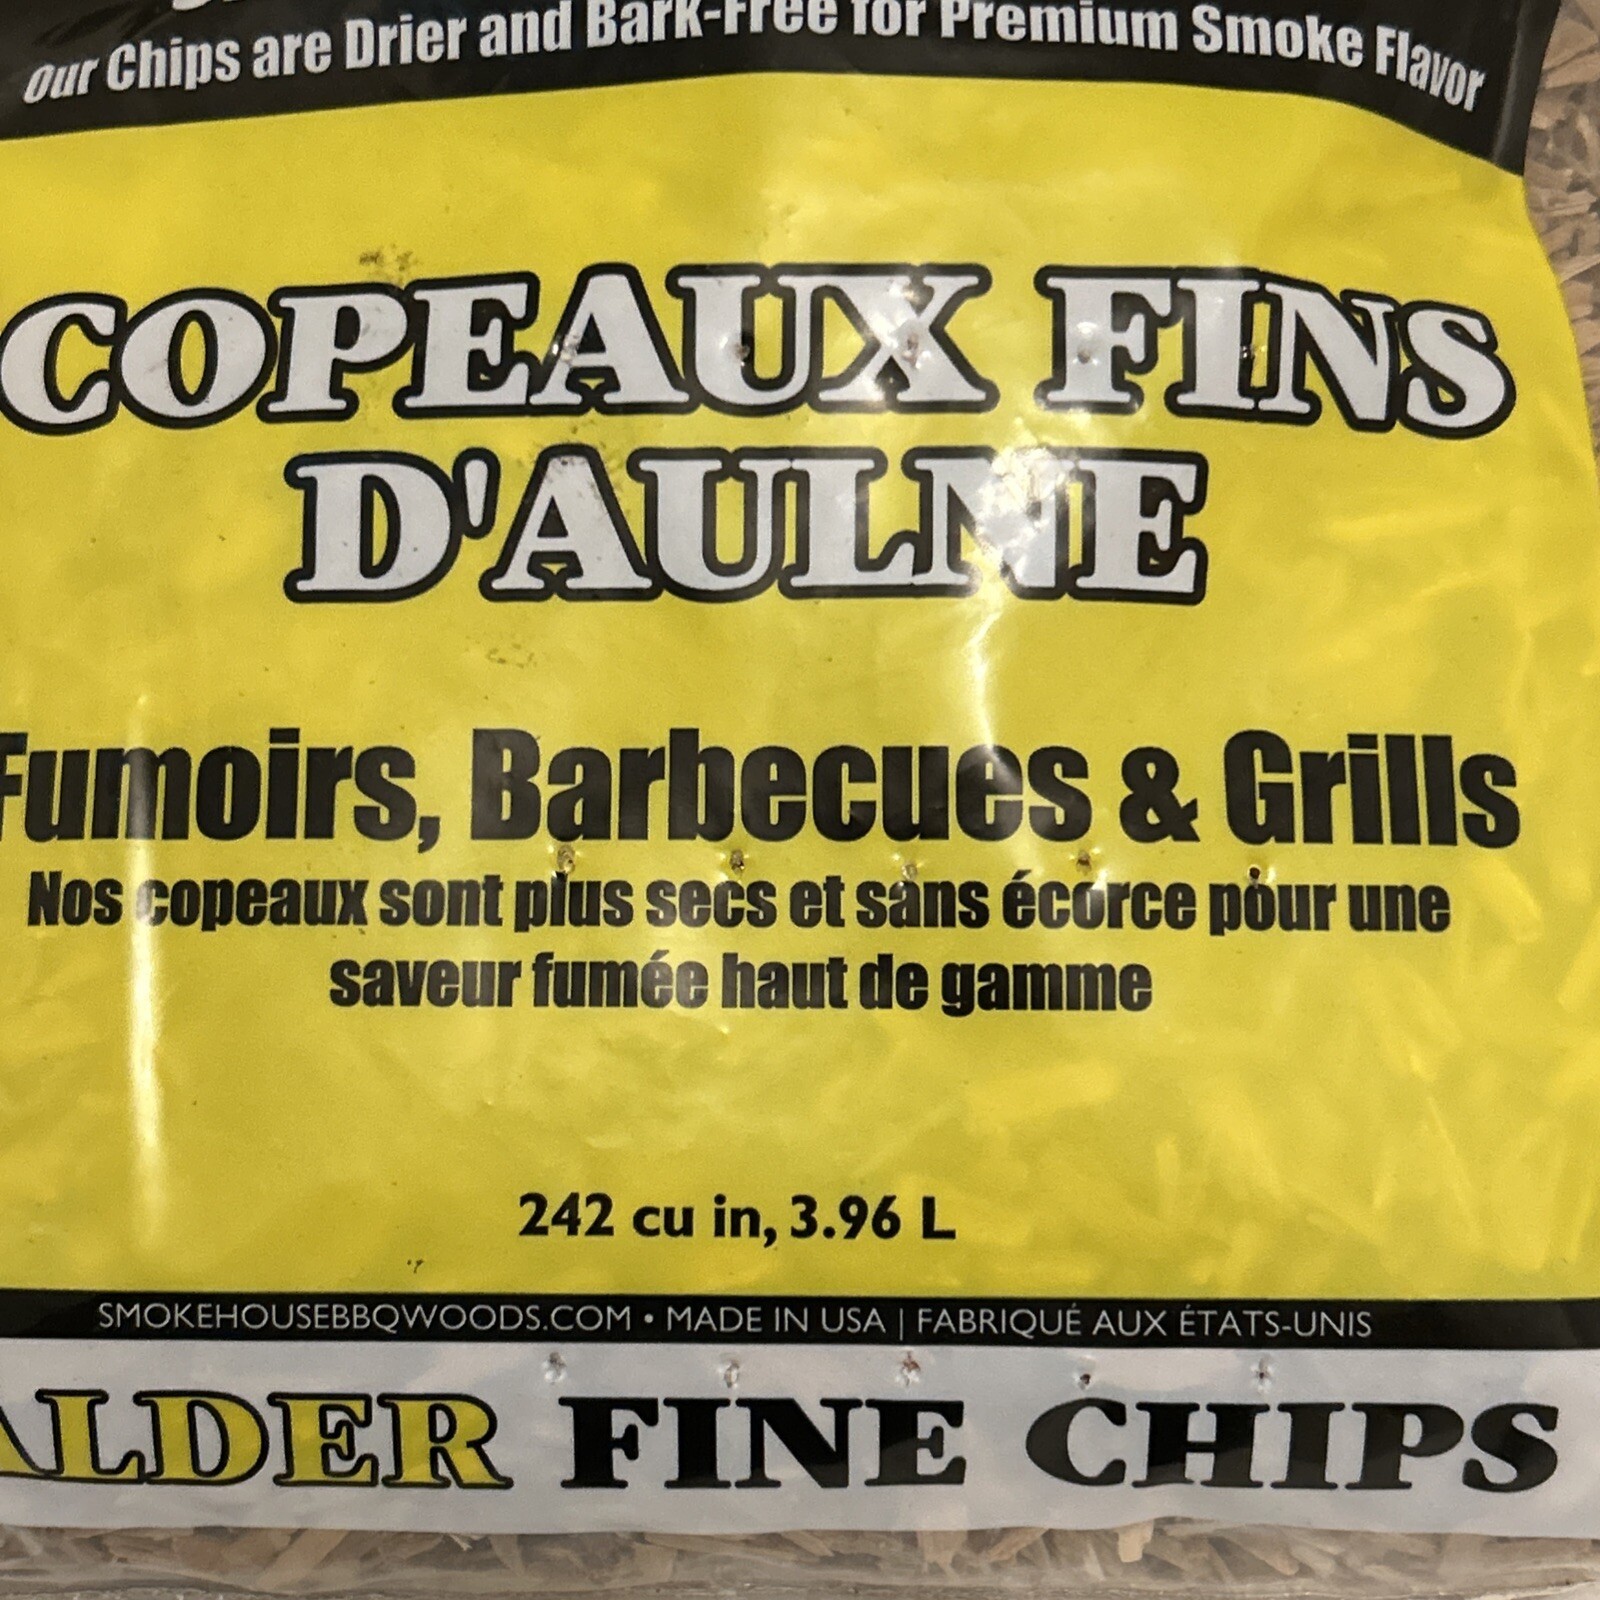 our Chips are Drier and Bark-Free for Premium Smoke Flavor
COPEAUX FINS
D'AULNE
Fumoirs, Barbecues & Grills
Nos copeaux sont plus secs et sans écorce pour une
saveur fumée haut de gamme
242 cu in, 3.96 L
SMOKEHOUSEBBQWOODS.COM • MADE IN USA | FABRIQUÉ AUX ÉTATS-UNIS
ALDER FINE CHIPS